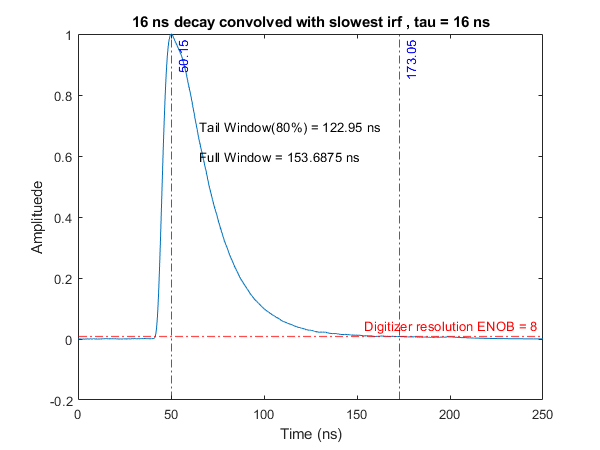 16 ns decay convolved with slowest irf , tau = 16 ns
1
0.8
0.6
0.4
0.2
0
-0.2
Amplituede
50.15
173.05
Tail Window(80%) = 122.95 ns
Full Window = 153.6875 ns
Digitizer resolution ENOB = 8
0
50
100
150
200
250
Time (ns)